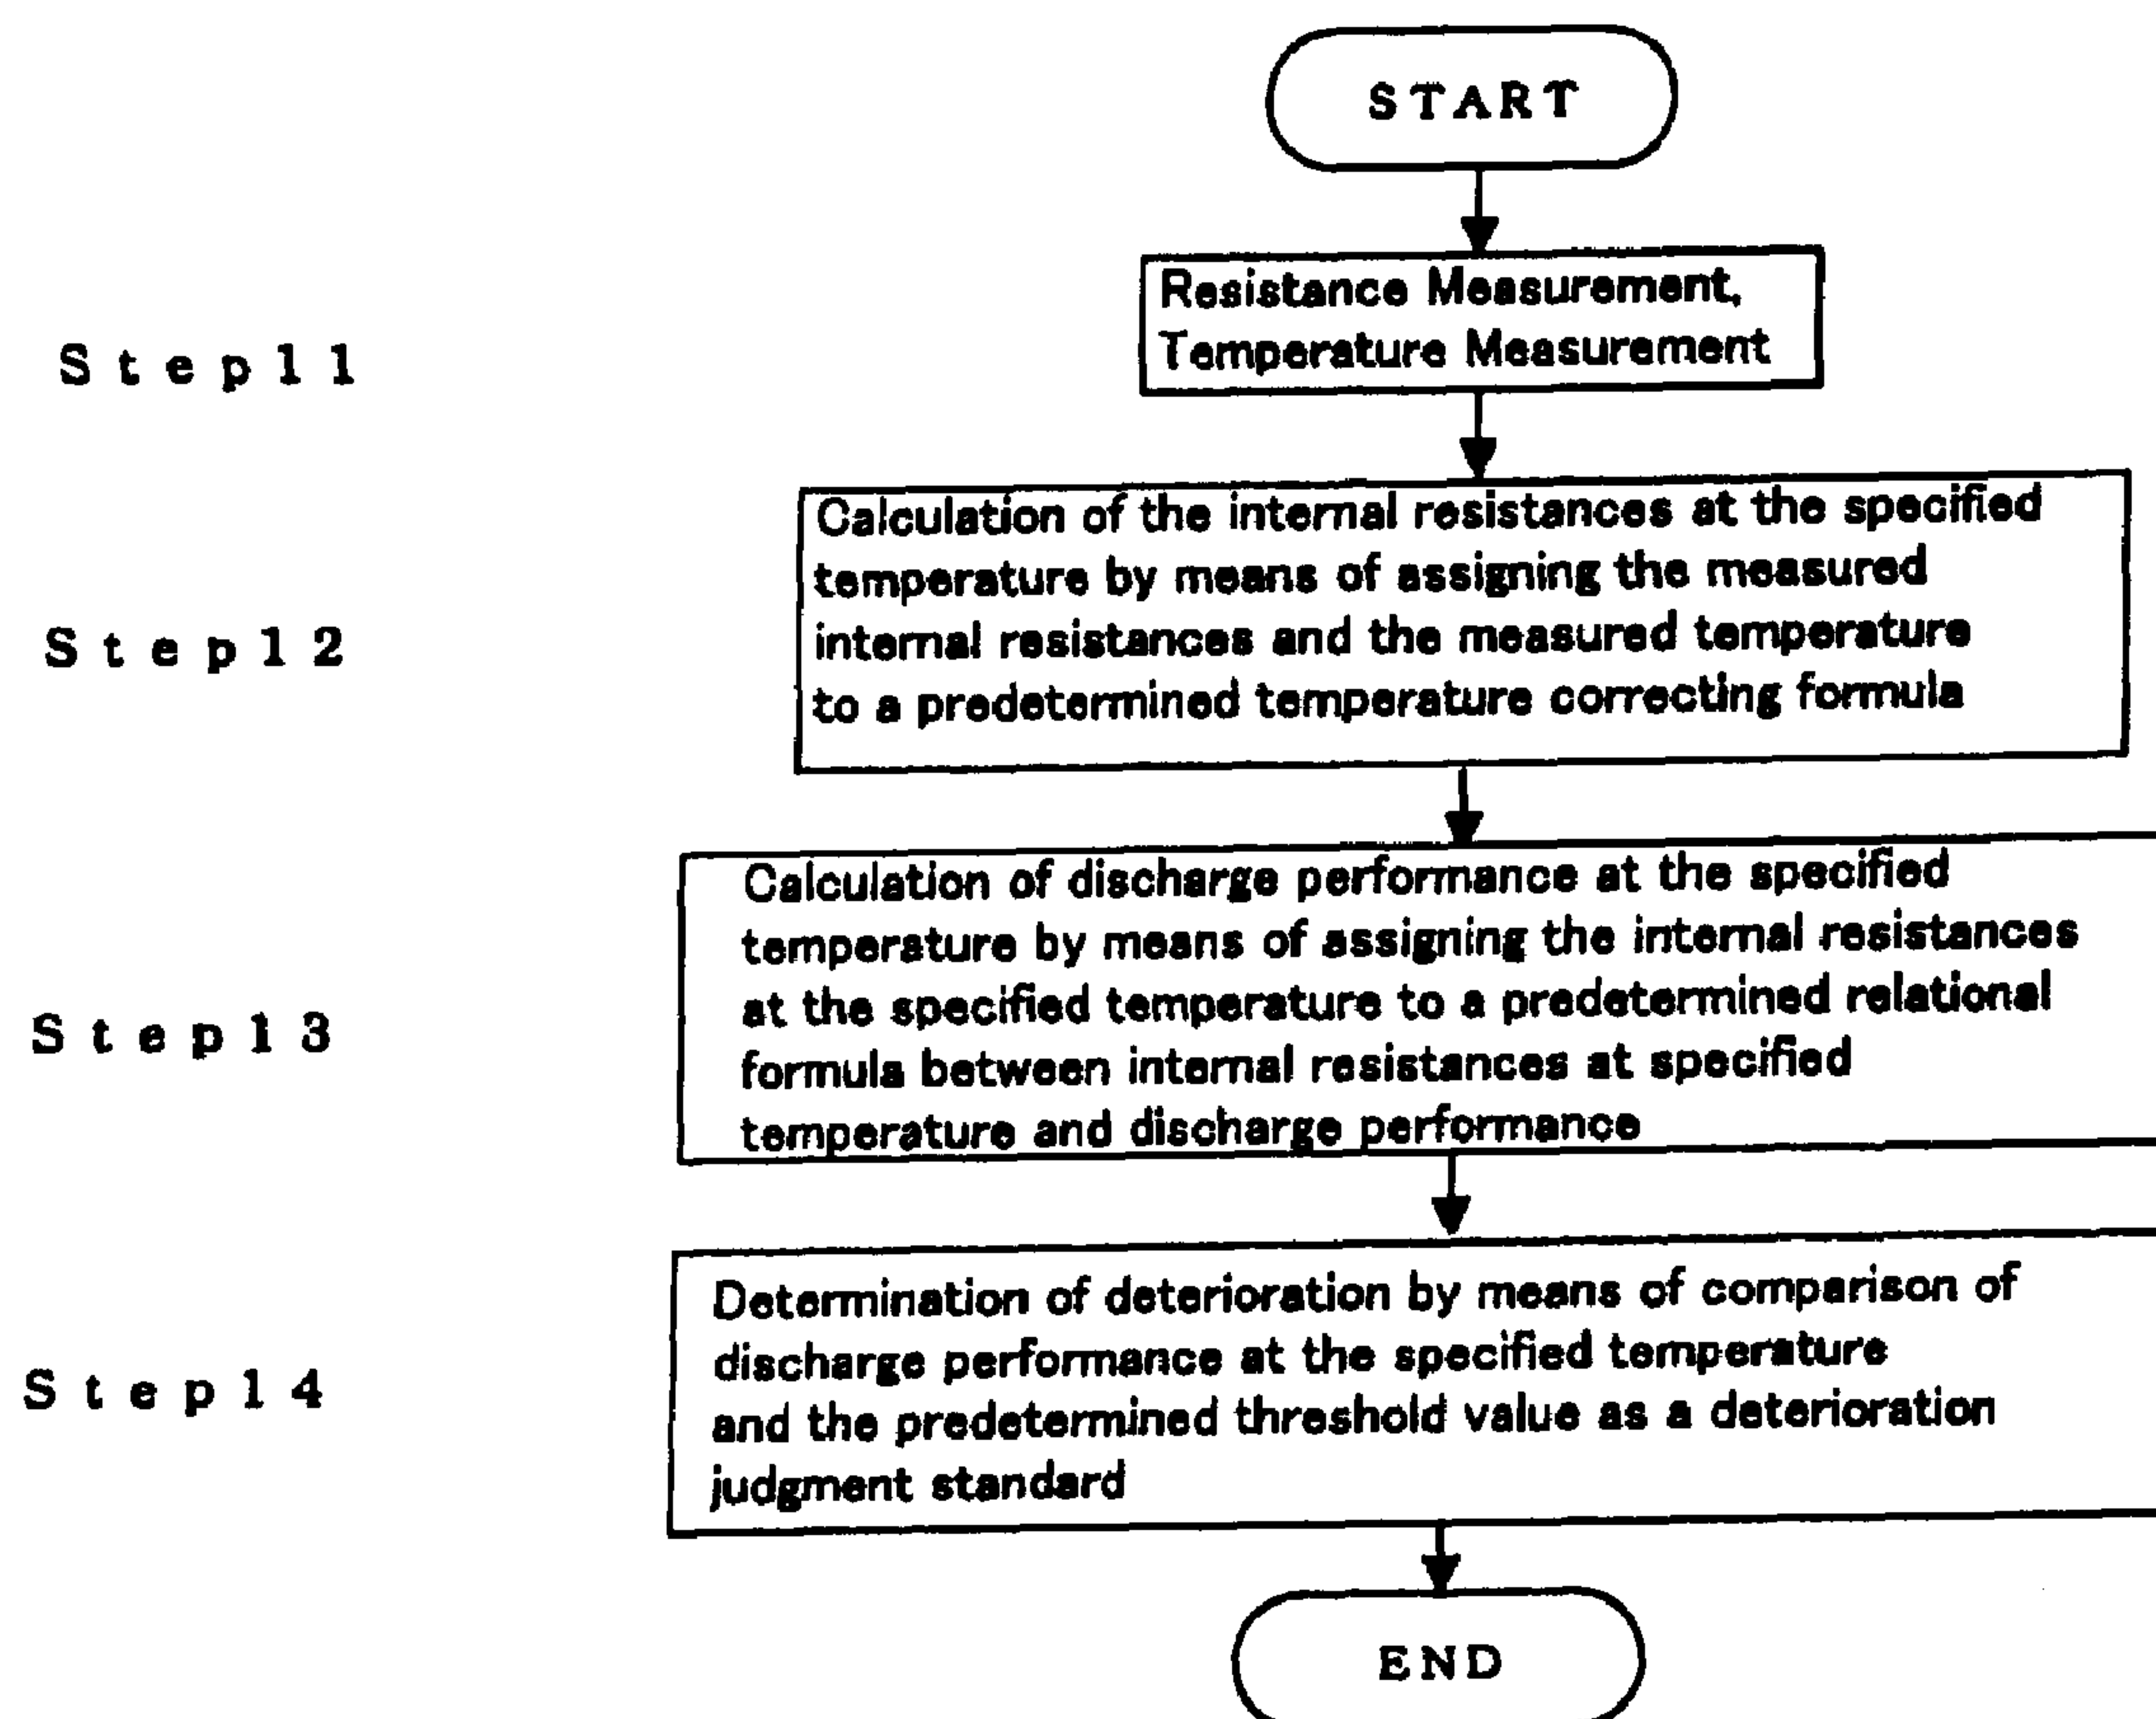 START
Step11
Resistance Measurement,
Temperature Measurement
Step12
Calculation of the internal resistances at the specified
temperature by means of assigning the measured
internal resistances and the measured temperature
to a predetermined temperature correcting formula
Step13
Calculation of discharge performance at the specified
temperature by means of assigning the internal resistances
at the specified temperature to a predetermined relational
formula between internal resistances at specified
temperature and discharge performance
Step14
Determination of deterioration by means of comparison of
discharge performance at the specified temperature
and the predetermined threshold value as a deterioration
judgment standard
END